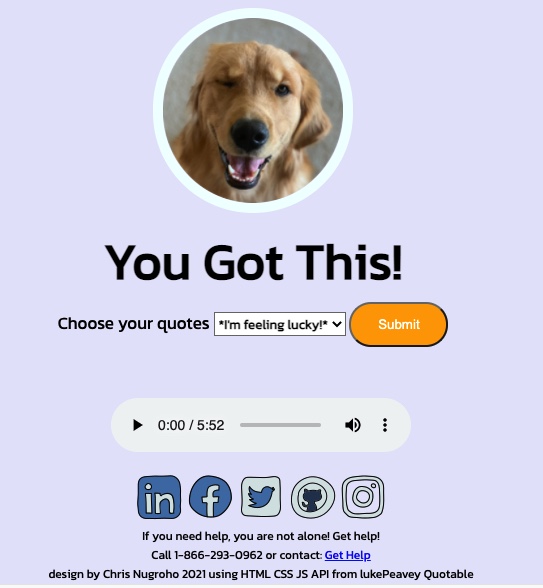 You Got This!
Choose your quotes *I'm feeling lucky!* Submit
0:00 / 5:52
in f
If you need help, you are not alone! Get help!
Call 1-866-293-0962 or contact: Get Help
design by Chris Nugroho 2021 using HTML CSS JS API from lukePeavey Quotable